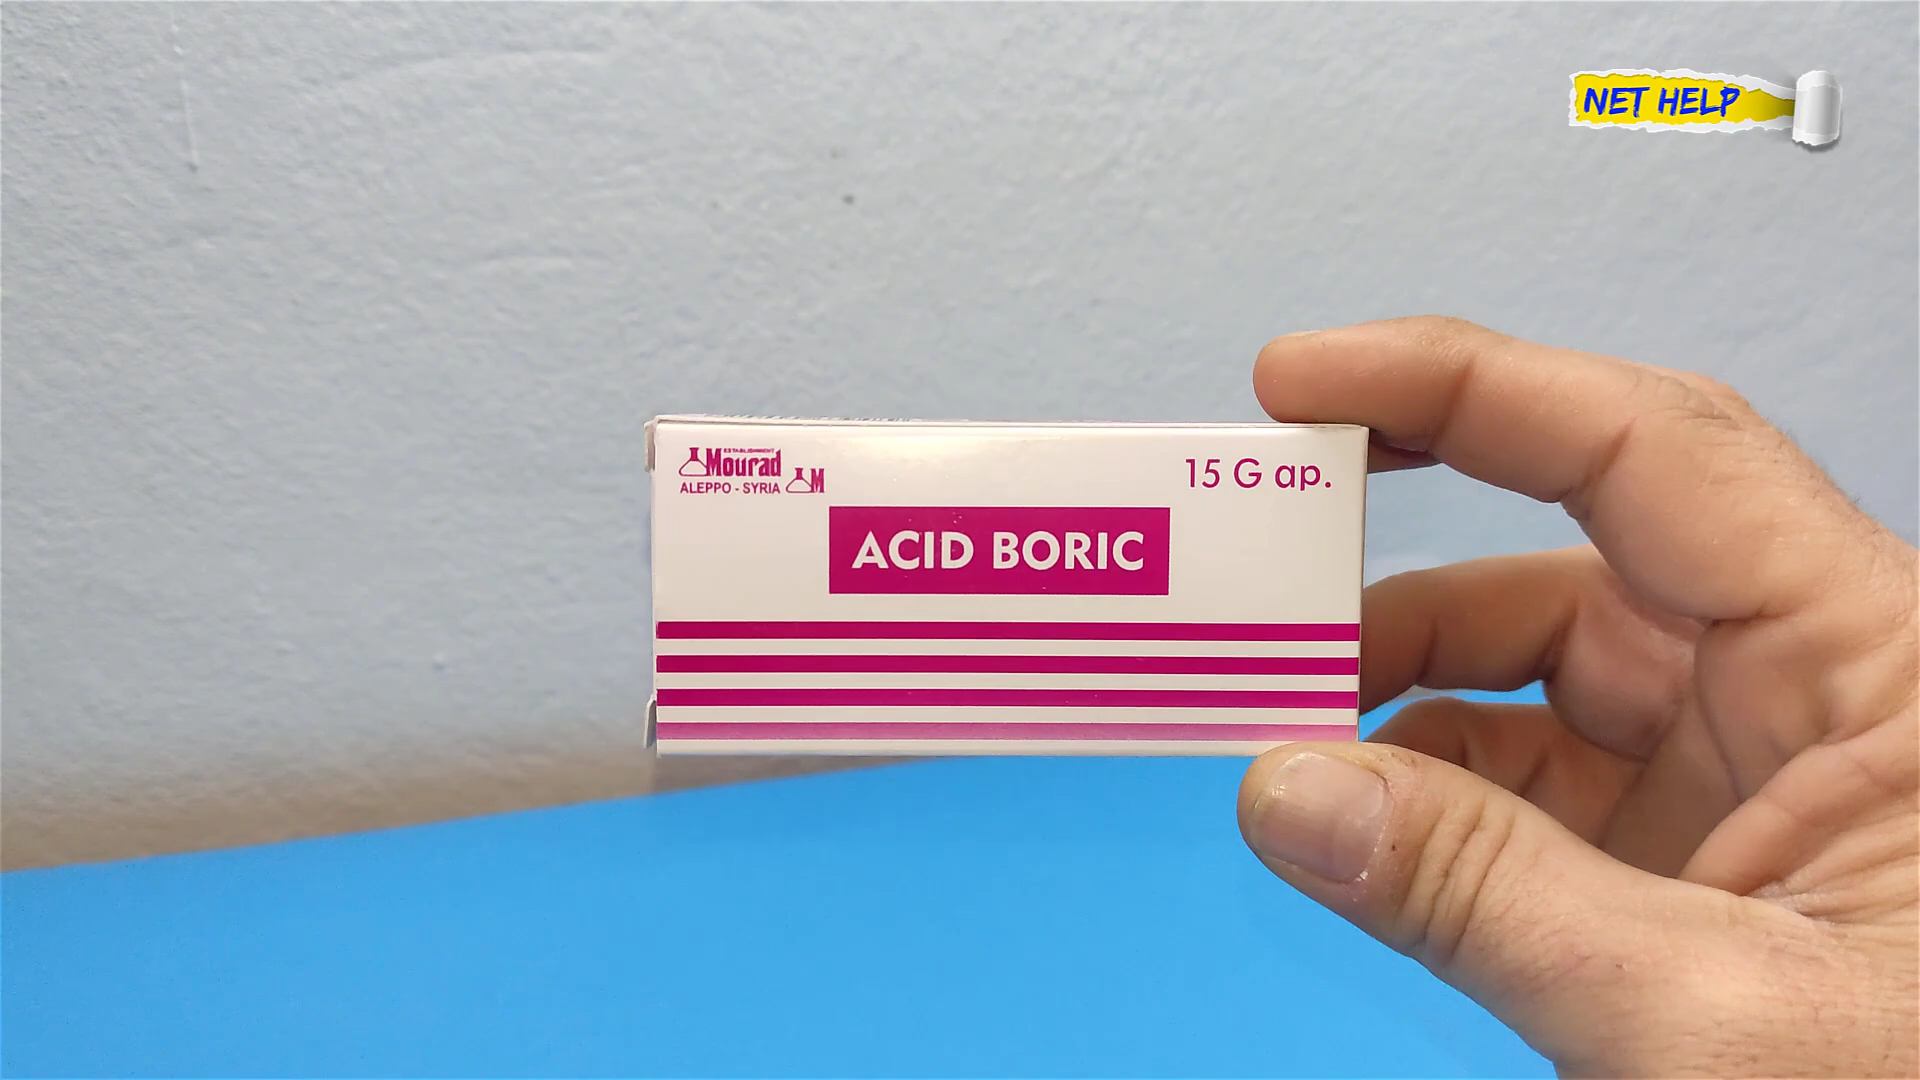 NET HELP
ESTABLISHMENT
Mourad
ALEPPO - SYRIA
M
15 G ap.
ACID BORIC